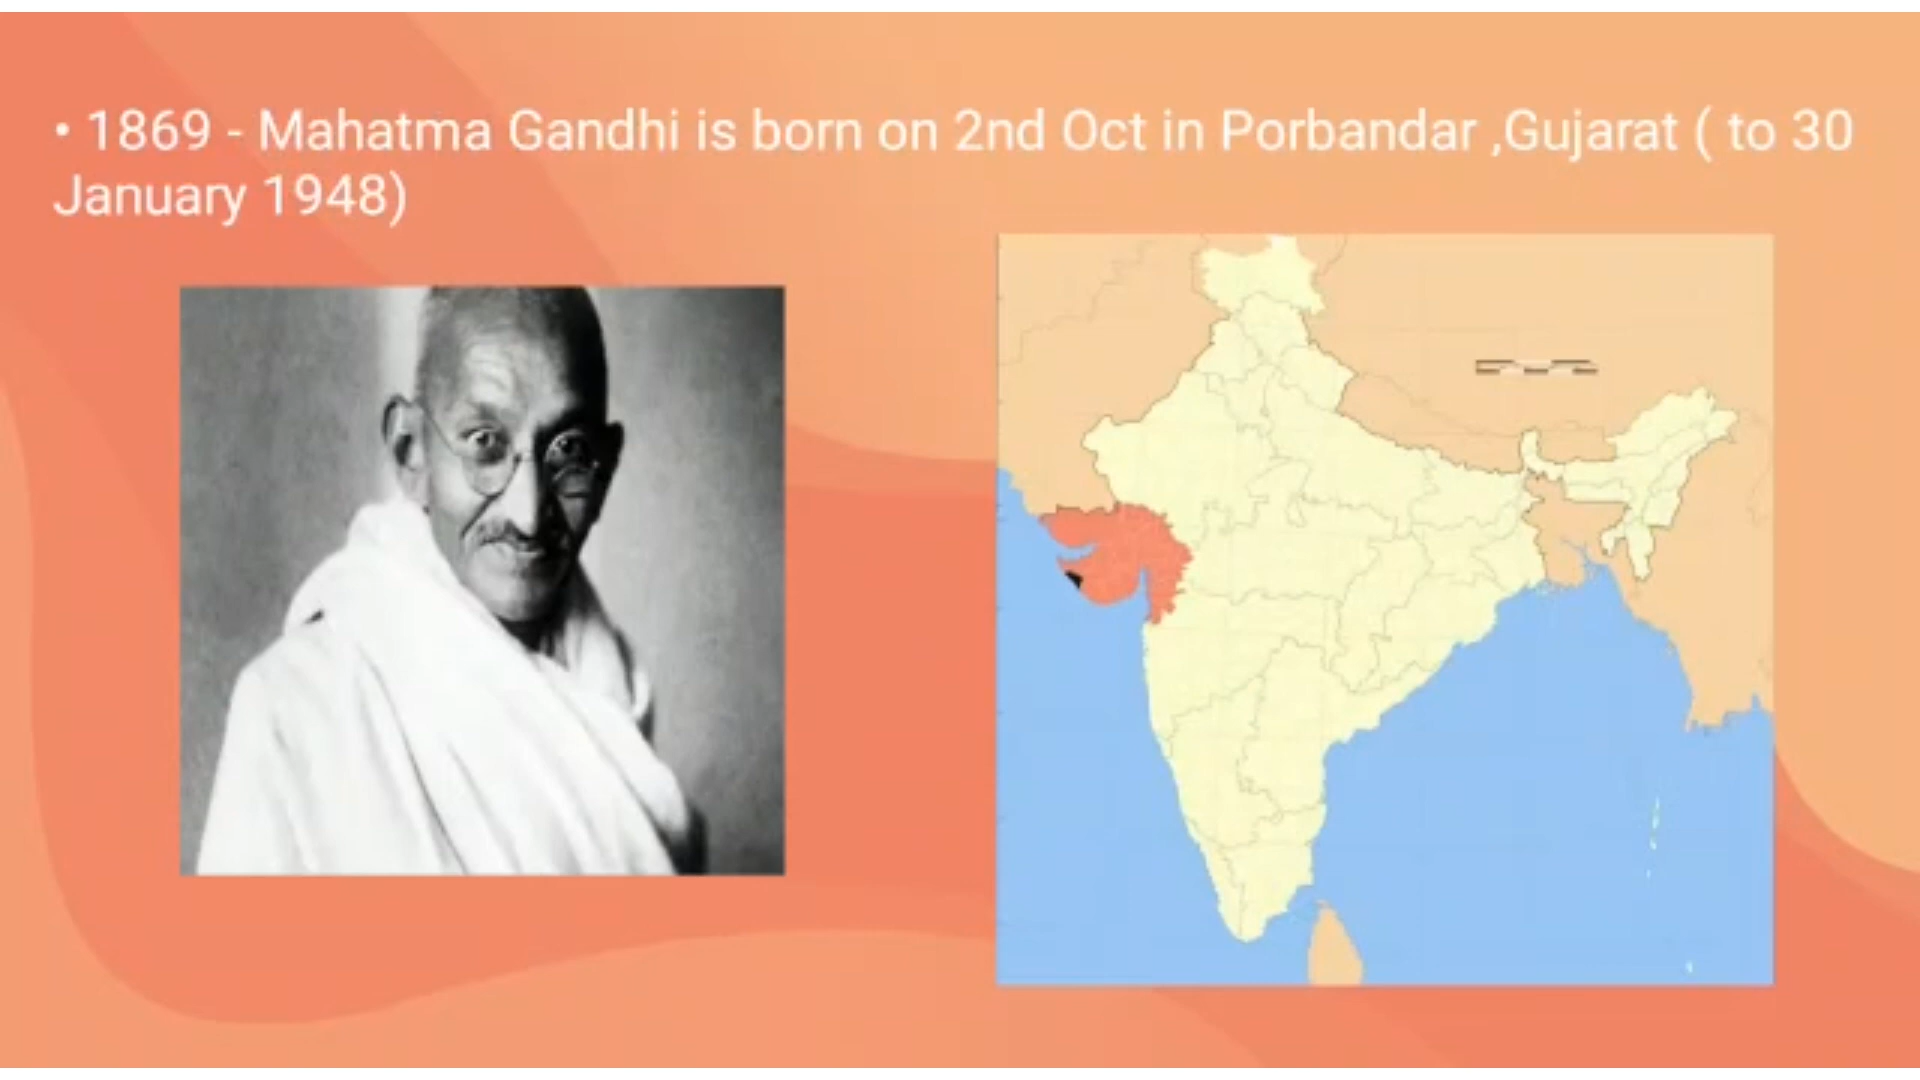 • 1869 - Mahatma Gandhi is born on 2nd Oct in Porbandar ,Gujarat ( to 30
January 1948)